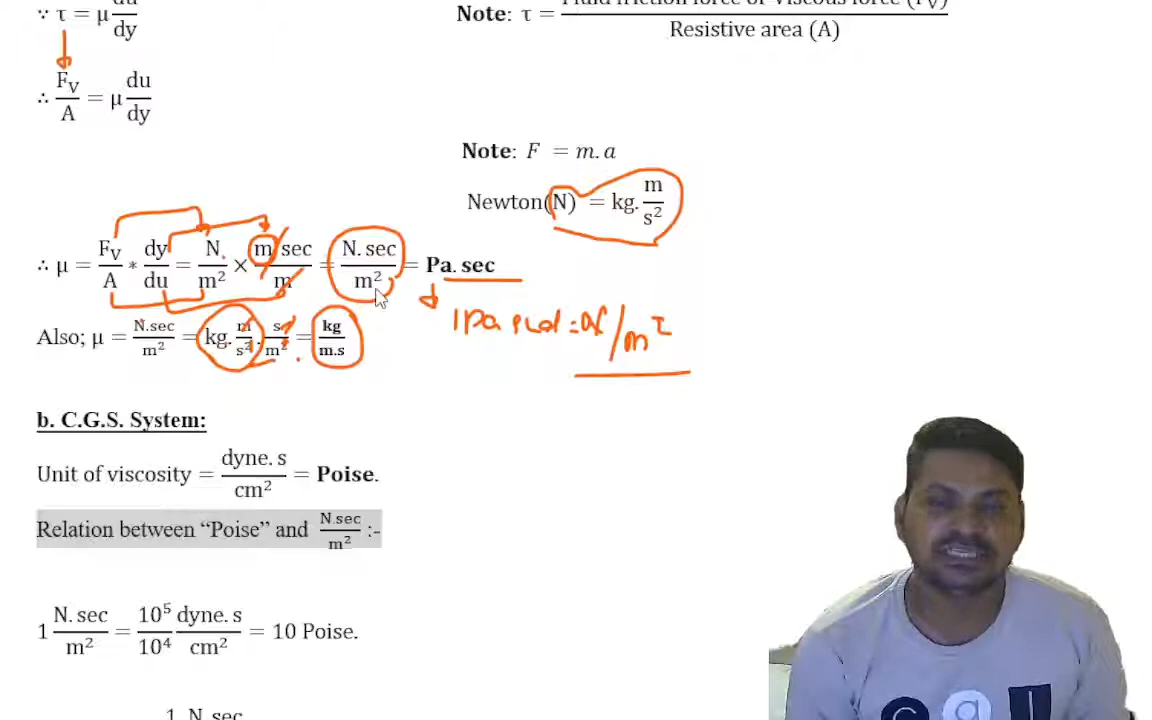 ∵ τ = μ du/dy
Note: τ = Fluid friction force or viscous force (Fv) / Resistive area (A)
∴ Fv/A = μ du/dy
Note: F = m. a
Newton(N) = kg. m/s²
∴ μ = Fv/A * dy/du = N/m² × m/sec/m = N.sec/m² = Pa.sec
Also; μ = N.sec/m² = kg. m/s² . s/m² = kg/m.s
b. C.G.S. System:
Unit of viscosity = dyne.s/cm² = Poise.
Relation between “Poise” and N.sec/m² :-
1 N.sec/m² = 10⁵/10⁴ dyne.s/cm² = 10 Poise.
1 N.sec